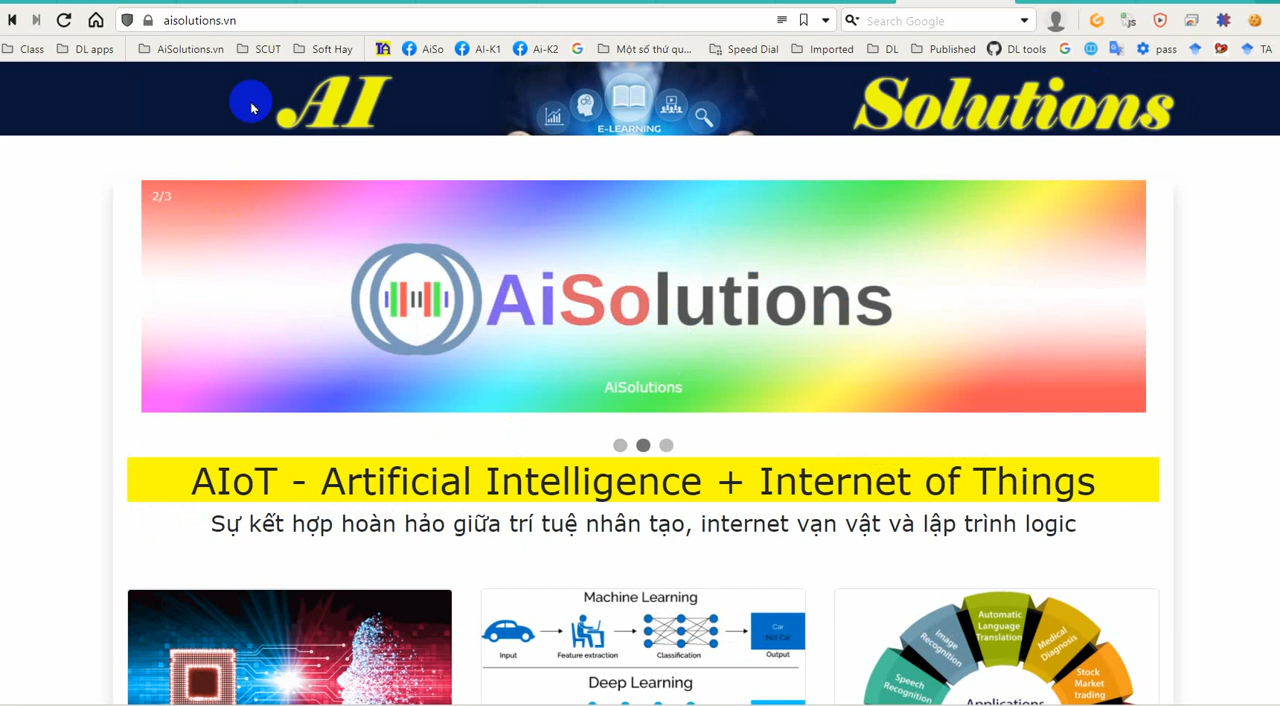 aisolutions.vn
Search Google
Class DL apps AiSolutions.vn SCUT Soft Hay TA AiSo AI-K1 Ai-K2 Một số thứ qu... Speed Dial Imported DL Published DL tools pass TA
AI Solutions
E-LEARNING
2/3
AiSolutions
AiSolutions
AIoT - Artificial Intelligence + Internet of Things
Sự kết hợp hoàn hảo giữa trí tuệ nhân tạo, internet vạn vật và lập trình logic
Machine Learning
Car
Not Car
Input Feature extraction Classification Output
Deep Learning
Speech Recognition
Image Recognition
Automatic Language Translation
Medical Diagnosis
Stock Market trading
Applications